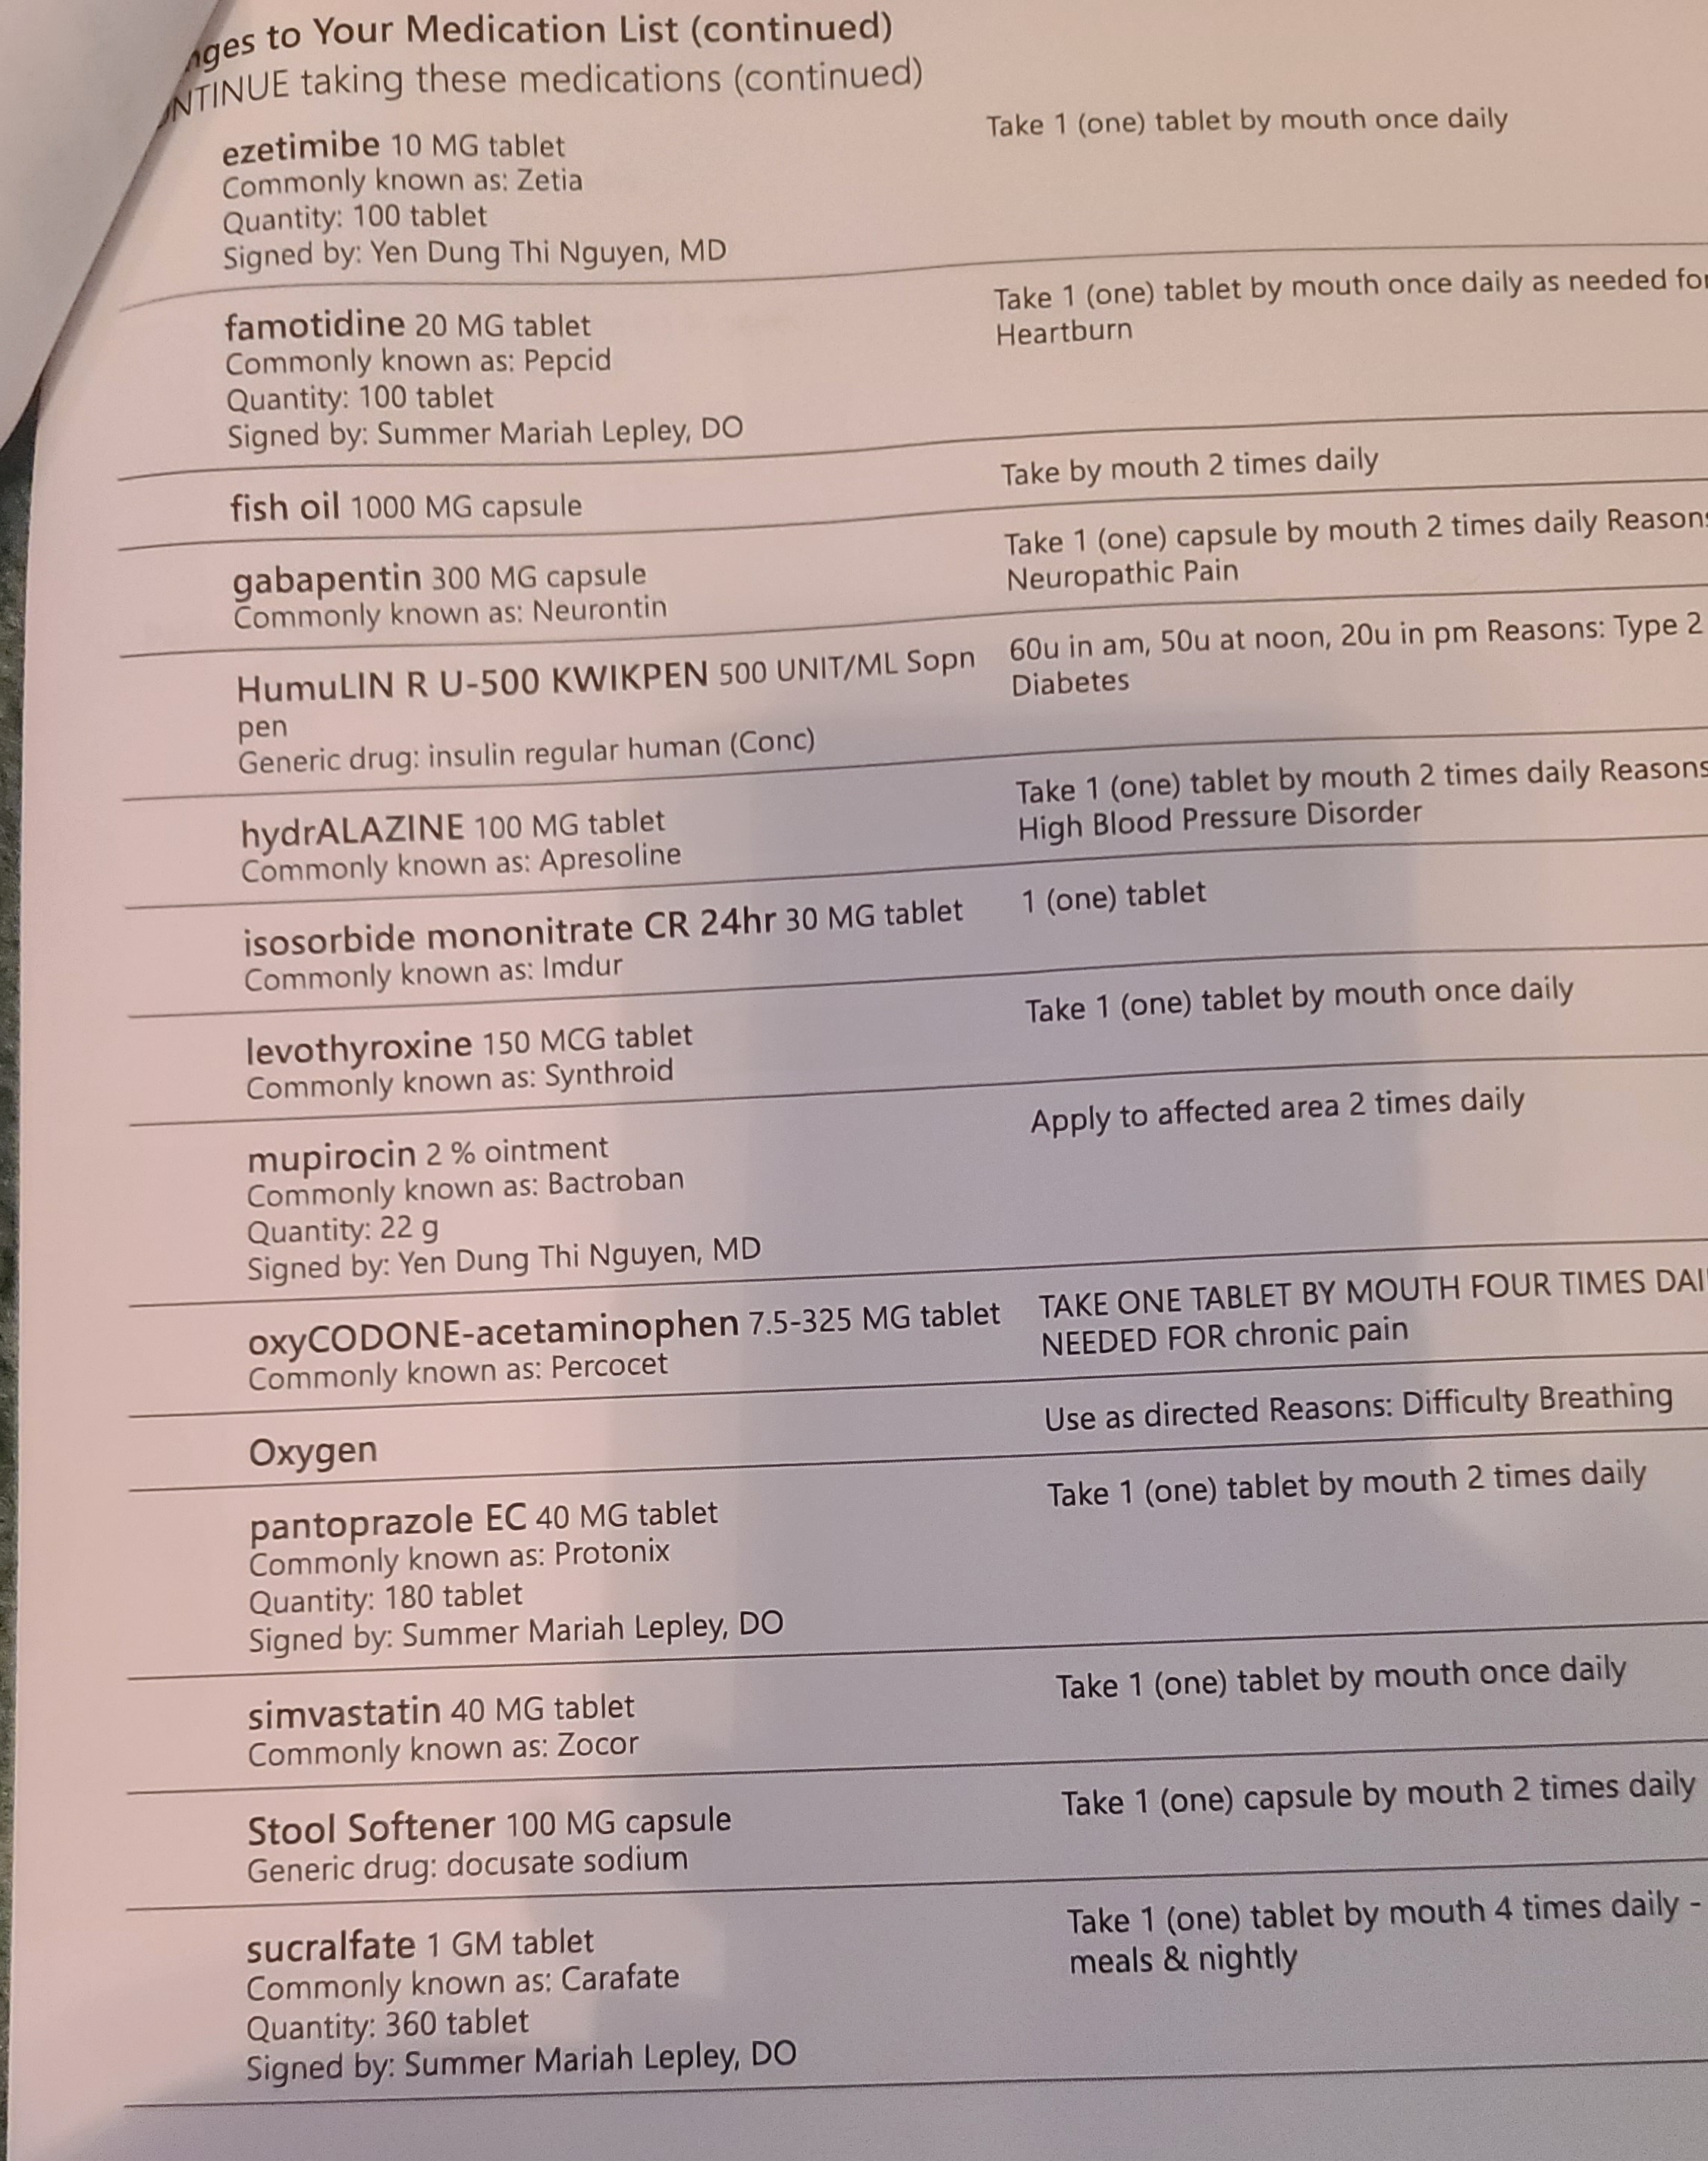 to Your Medication List (continued)
taking these medications (continued)
ezetimibe 10 MG tablet
Commonly known as: Zetia
Quantity: 100 tablet
Signed by: Yen Dung Thi Nguyen, MD
Take 1 (one) tablet by mouth once daily
famotidine 20 MG tablet
Commonly known as: Pepcid
Quantity: 100 tablet
Signed by: Summer Mariah Lepley, DO
Take 1 (one) tablet by mouth once daily as needed for
Heartburn
fish oil 1000 MG capsule
Take by mouth 2 times daily
gabapentin 300 MG capsule
Commonly known as: Neurontin
Take 1 (one) capsule by mouth 2 times daily Reasons
Neuropathic Pain
HumuLIN R U-500 KWIKPEN 500 UNIT/ML Sopn
pen
Generic drug: insulin regular human (Conc)
60u in am, 50u at noon, 20u in pm Reasons: Type 2
Diabetes
hydrALAZINE 100 MG tablet
Commonly known as: Apresoline
Take 1 (one) tablet by mouth 2 times daily Reasons
High Blood Pressure Disorder
isosorbide mononitrate CR 24hr 30 MG tablet
Commonly known as: Imdur
1 (one) tablet
levothyroxine 150 MCG tablet
Commonly known as: Synthroid
Take 1 (one) tablet by mouth once daily
mupirocin 2 % ointment
Commonly known as: Bactroban
Quantity: 22 g
Signed by: Yen Dung Thi Nguyen, MD
Apply to affected area 2 times daily
oxyCODONE-acetaminophen 7.5-325 MG tablet
Commonly known as: Percocet
TAKE ONE TABLET BY MOUTH FOUR TIMES DAI
NEEDED FOR chronic pain
Oxygen
Use as directed Reasons: Difficulty Breathing
pantoprazole EC 40 MG tablet
Commonly known as: Protonix
Quantity: 180 tablet
Signed by: Summer Mariah Lepley, DO
Take 1 (one) tablet by mouth 2 times daily
simvastatin 40 MG tablet
Commonly known as: Zocor
Take 1 (one) tablet by mouth once daily
Stool Softener 100 MG capsule
Generic drug: docusate sodium
Take 1 (one) capsule by mouth 2 times daily
sucralfate 1 GM tablet
Commonly known as: Carafate
Quantity: 360 tablet
Signed by: Summer Mariah Lepley, DO
Take 1 (one) tablet by mouth 4 times daily -
meals & nightly